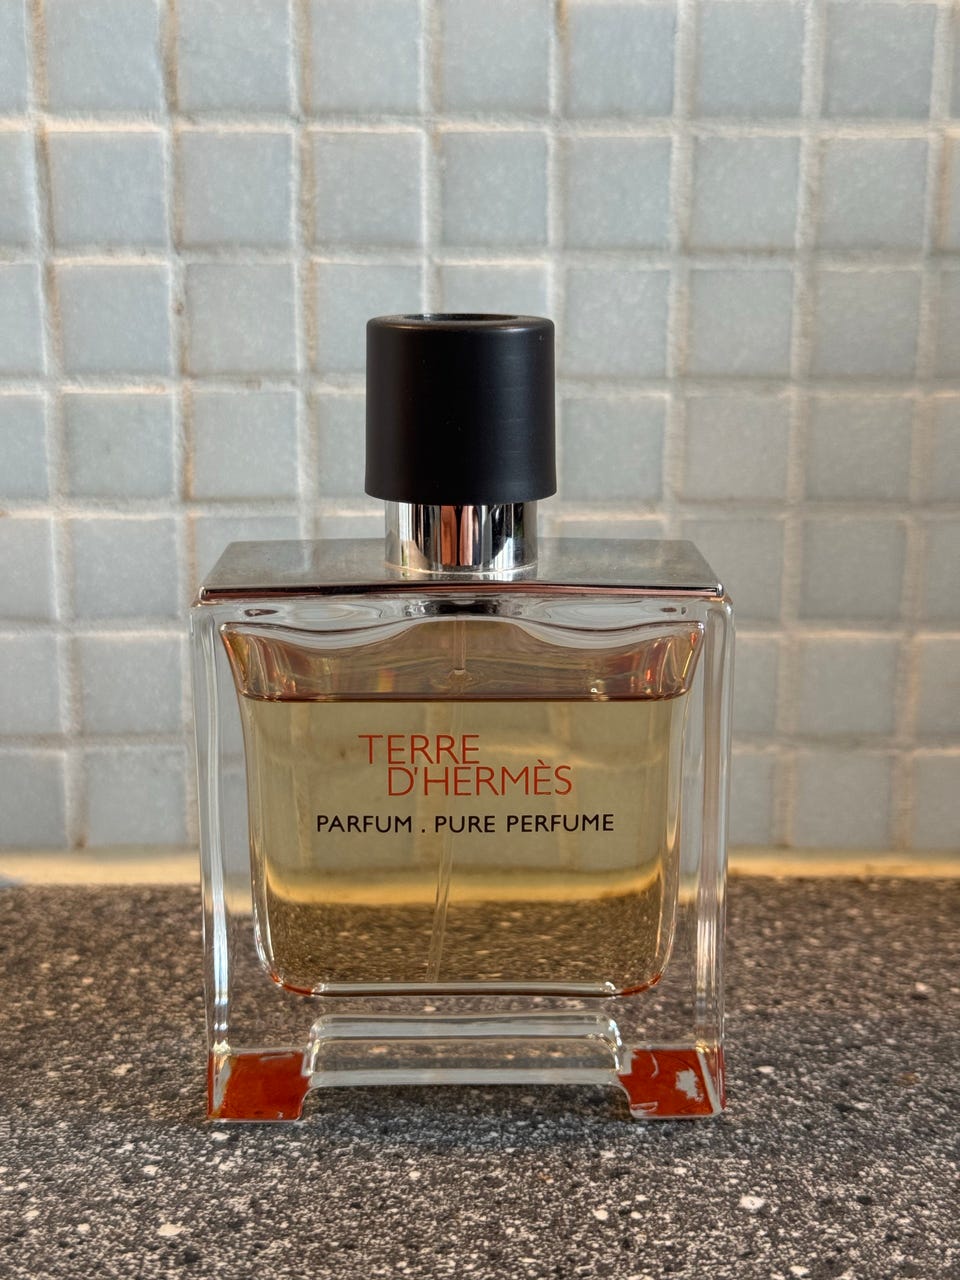 TERRE
D'HERMÈS
PARFUM . PURE PERFUME